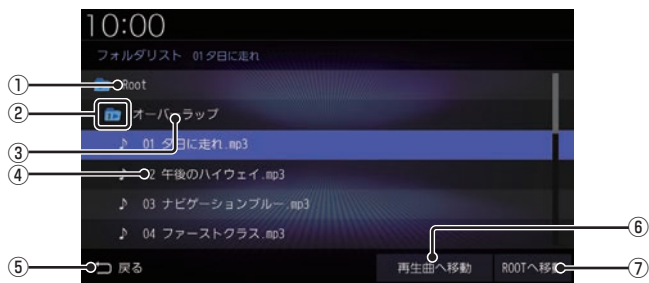 10:00
フォルダリスト 01夕日に走れ
① Root
② オーバーラップ
③ 01 夕日に走れ.mp3
④ 02 午後のハイウェイ.mp3
03 ナビゲーションブルー.mp3
04 ファーストクラス.mp3
⑥
⑤ 戻る 再生曲へ移動 ROOTへ移動 ⑦